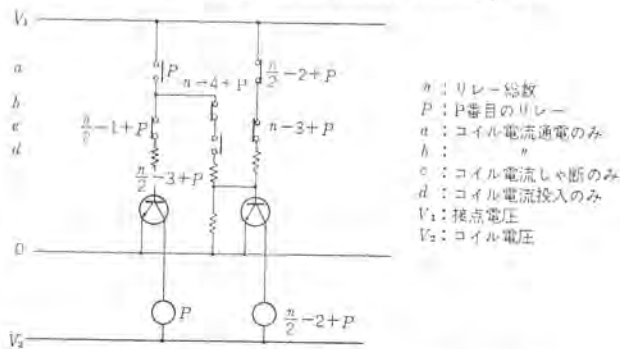 V₁
a
P
n-4+P
n/2-2+P
b
c
n/2-1+P
n-3+P
d
n/2-3+P
0
P
n/2-2+P
V₂
n：リレー総数
P：P番目のリレー
a：コイル電流通電のみ
b：　〃
c：コイル電流しゃ断のみ
d：コイル電流投入のみ
V₁：接点電圧
V₂：コイル電圧